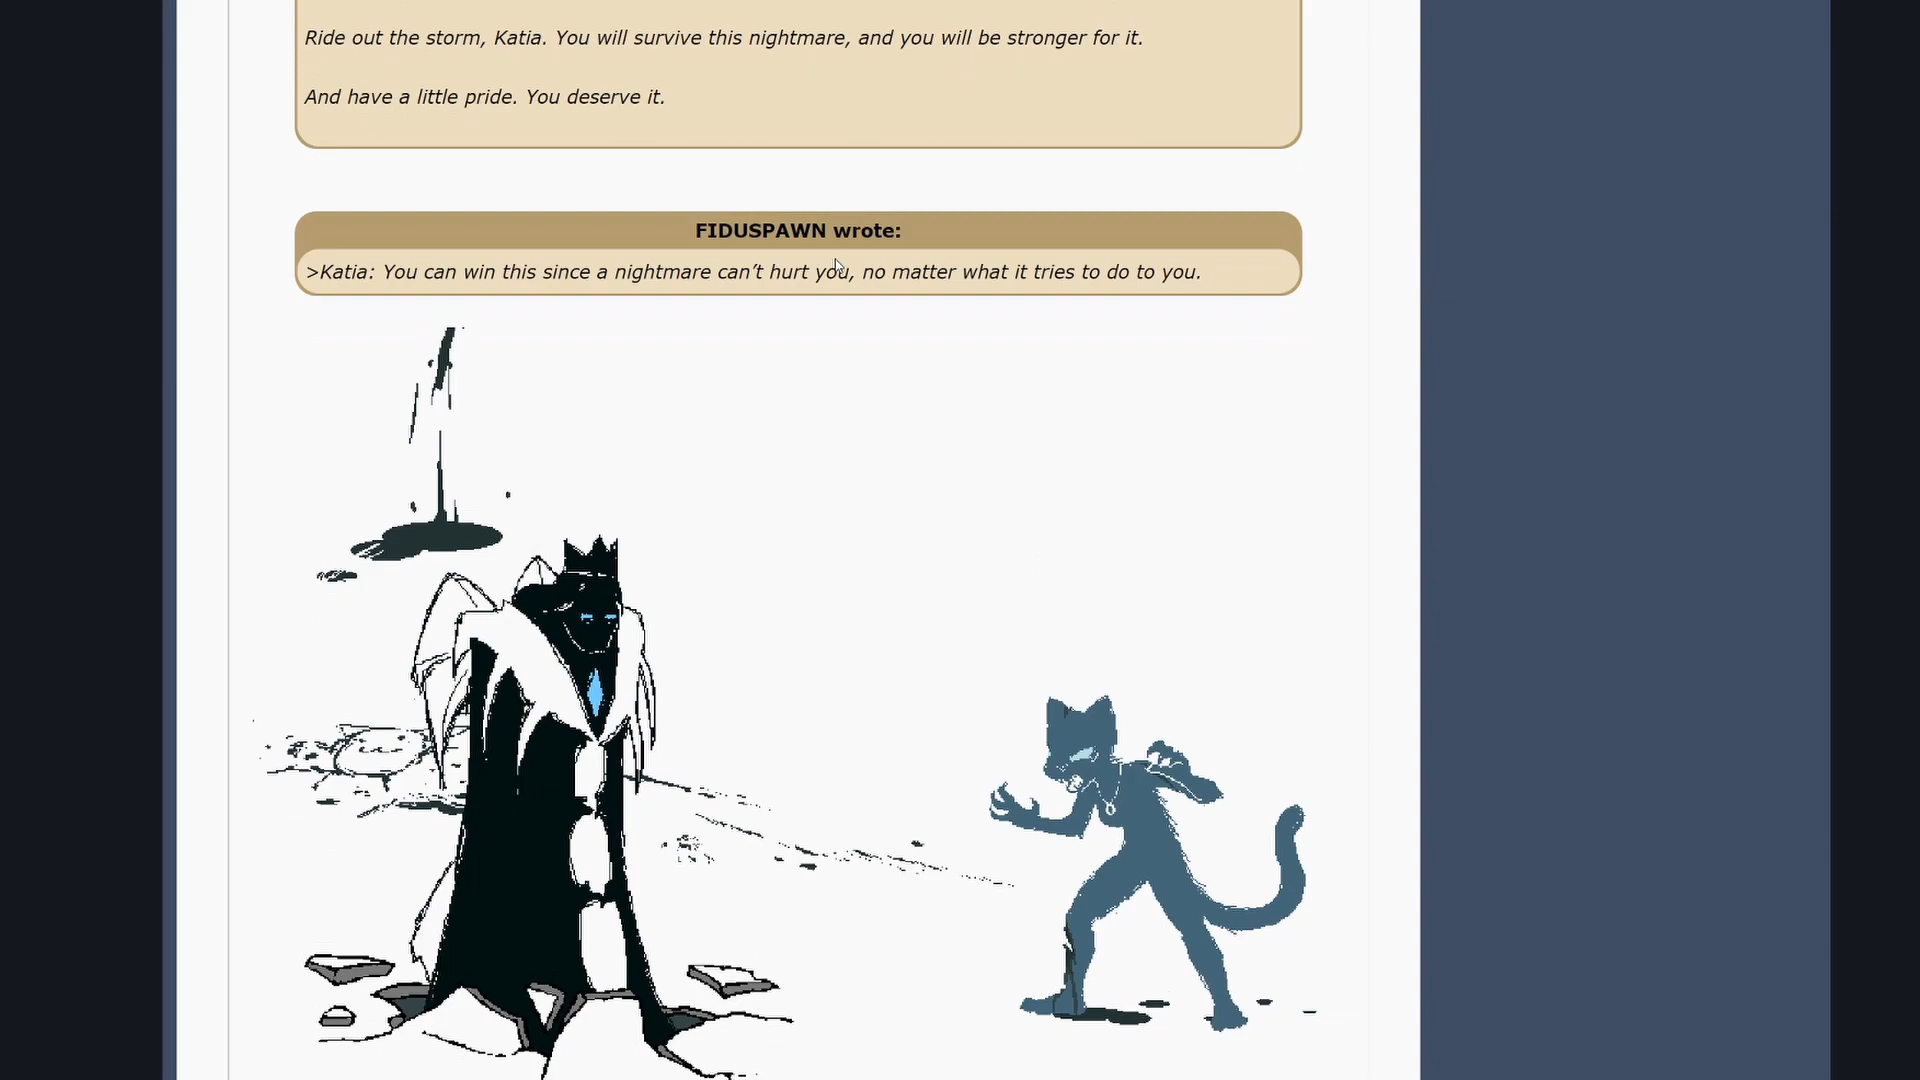 Ride out the storm, Katia. You will survive this nightmare, and you will be stronger for it.
And have a little pride. You deserve it.
FIDUSPAWN wrote:
>Katia: You can win this since a nightmare can’t hurt you, no matter what it tries to do to you.